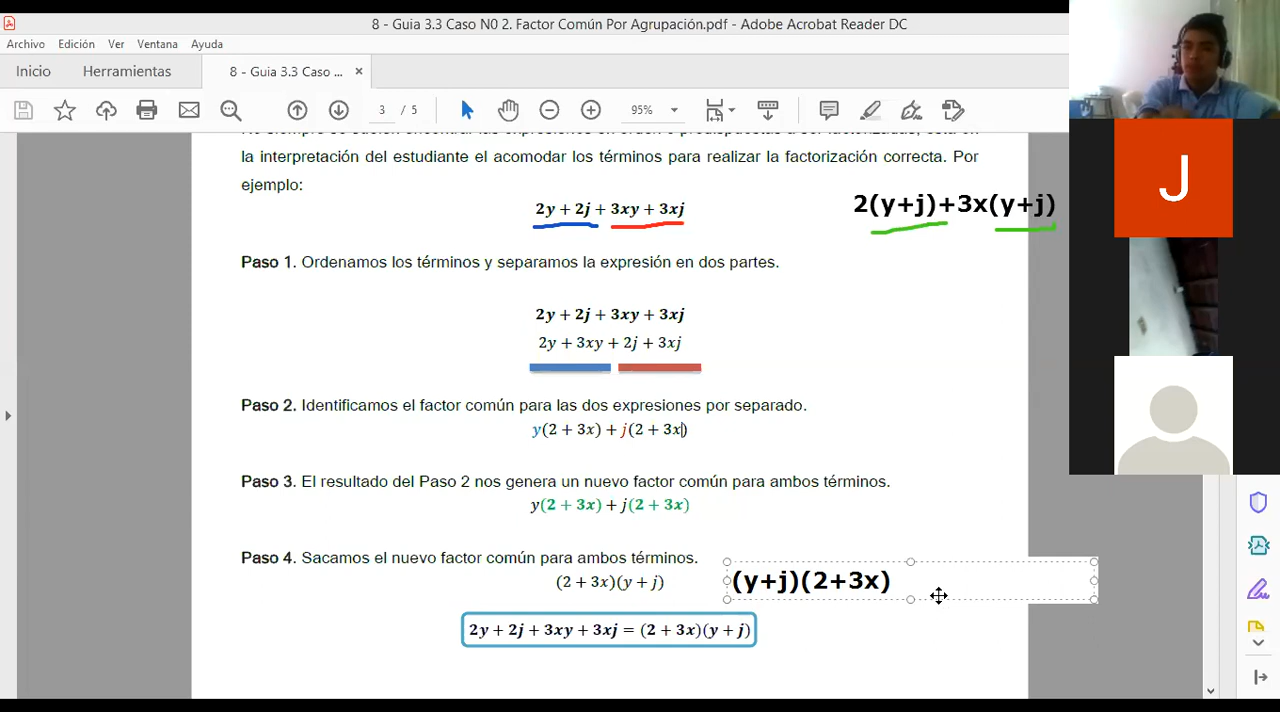 8 - Guia 3.3 Caso N0 2. Factor Común Por Agrupación.pdf - Adobe Acrobat Reader DC
Archivo Edición Ver Ventana Ayuda
Inicio Herramientas 8 - Guia 3.3 Caso ... ×
3 / 5 95%
la interpretación del estudiante el acomodar los términos para realizar la factorización correcta. Por
ejemplo:
2y + 2j + 3xy + 3xj
2(y+j)+3x(y+j)
Paso 1. Ordenamos los términos y separamos la expresión en dos partes.
2y + 2j + 3xy + 3xj
2y + 3xy + 2j + 3xj
Paso 2. Identificamos el factor común para las dos expresiones por separado.
y(2 + 3x) + j(2 + 3x)
Paso 3. El resultado del Paso 2 nos genera un nuevo factor común para ambos términos.
y(2 + 3x) + j(2 + 3x)
Paso 4. Sacamos el nuevo factor común para ambos términos.
(2 + 3x)(y + j)
(y+j)(2+3x)
2y + 2j + 3xy + 3xj = (2 + 3x)(y + j)
J